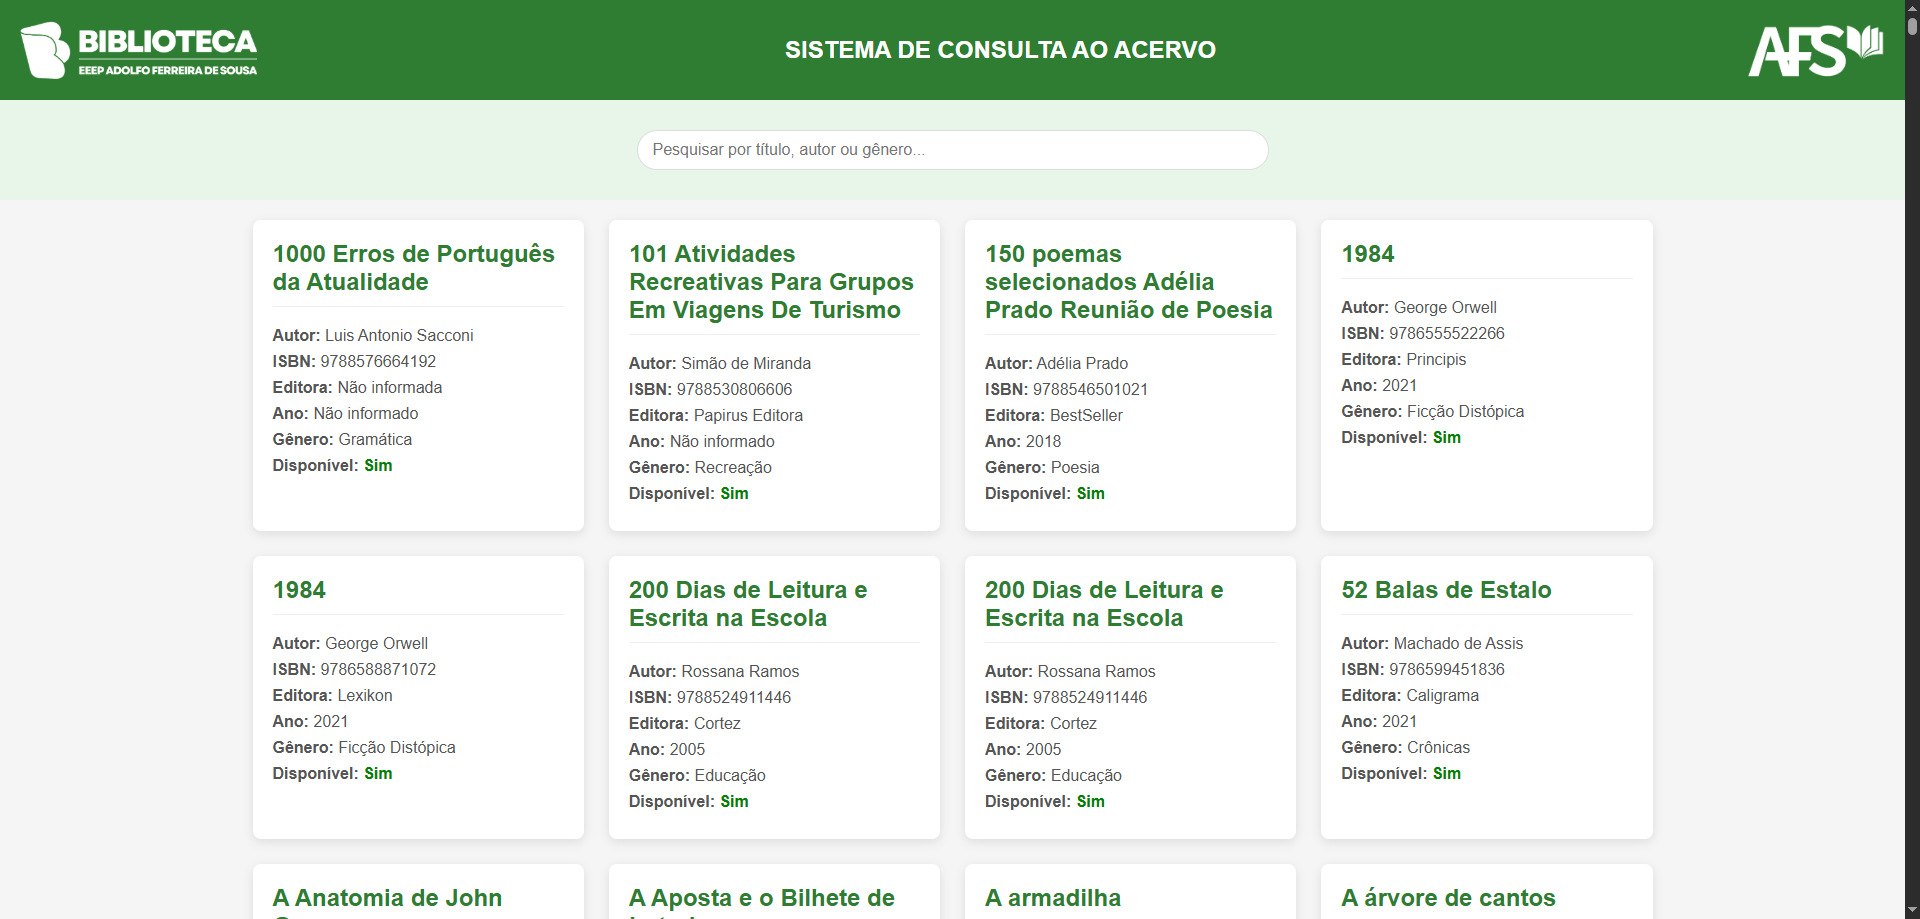 BIBLIOTECA
EEEP ADOLFO FERREIRA DE SOUSA
SISTEMA DE CONSULTA AO ACERVO
AFS
Pesquisar por título, autor ou gênero...
1000 Erros de Português
da Atualidade
Autor: Luis Antonio Sacconi
ISBN: 9788576664192
Editora: Não informada
Ano: Não informado
Gênero: Gramática
Disponível: Sim
101 Atividades
Recreativas Para Grupos
Em Viagens De Turismo
Autor: Simão de Miranda
ISBN: 9788530806606
Editora: Papirus Editora
Ano: Não informado
Gênero: Recreação
Disponível: Sim
150 poemas
selecionados Adélia
Prado Reunião de Poesia
Autor: Adélia Prado
ISBN: 9788546501021
Editora: BestSeller
Ano: 2018
Gênero: Poesia
Disponível: Sim
1984
Autor: George Orwell
ISBN: 9786555522266
Editora: Principis
Ano: 2021
Gênero: Ficção Distópica
Disponível: Sim
1984
Autor: George Orwell
ISBN: 9786588871072
Editora: Lexikon
Ano: 2021
Gênero: Ficção Distópica
Disponível: Sim
200 Dias de Leitura e
Escrita na Escola
Autor: Rossana Ramos
ISBN: 9788524911446
Editora: Cortez
Ano: 2005
Gênero: Educação
Disponível: Sim
200 Dias de Leitura e
Escrita na Escola
Autor: Rossana Ramos
ISBN: 9788524911446
Editora: Cortez
Ano: 2005
Gênero: Educação
Disponível: Sim
52 Balas de Estalo
Autor: Machado de Assis
ISBN: 9786599451836
Editora: Caligrama
Ano: 2021
Gênero: Crônicas
Disponível: Sim
A Anatomia de John
A Aposta e o Bilhete de
A armadilha
A árvore de cantos